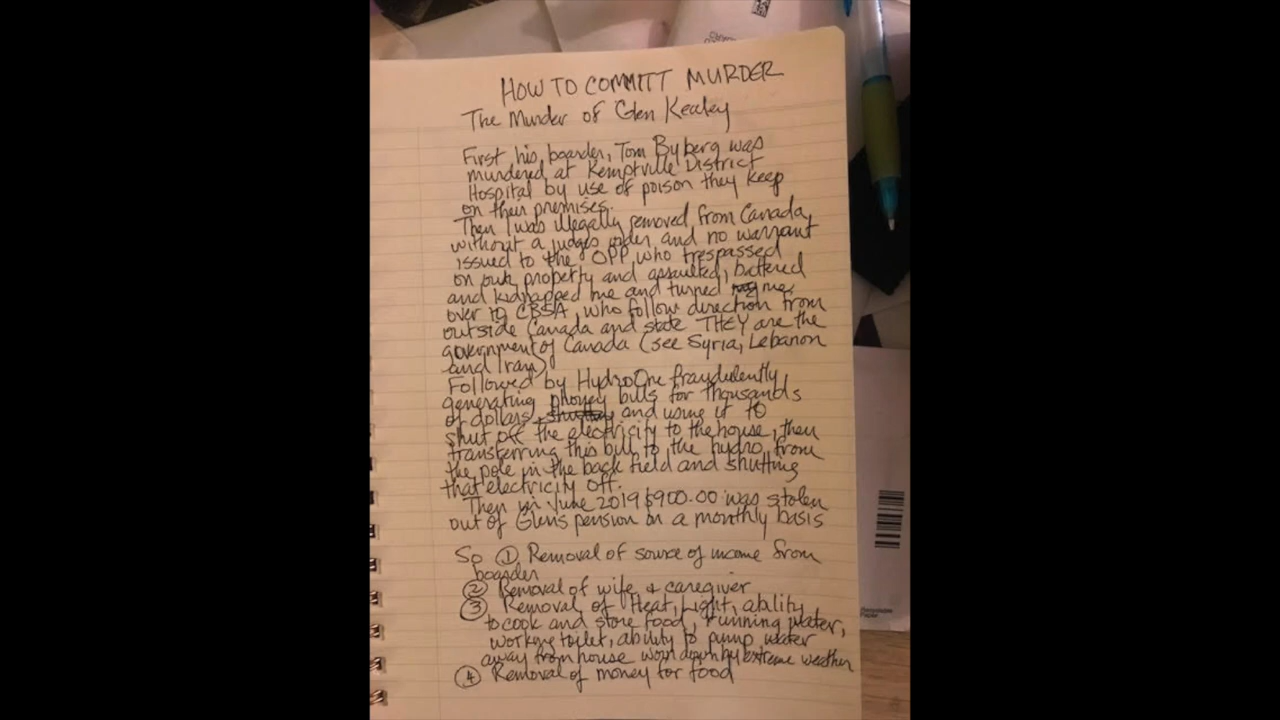 HOW TO COMMITT MURDER
The Murder of Glen Kealey
First his boarder, Tom Byberg was
murdered at Kemptville District
Hospital by use of poison they keep
on their premises.
Then I was illegally removed from Canada
without a judges order and no warrant
issued to the OPP who trespassed
on our property and assaulted, battered
and kidnapped me and turned me
over to CBSA, who follow direction from
outside Canada and state THEY are the
government of Canada (see Syria, Lebanon
and Iran)
Followed by HydroOne fraudulently
generating phoney bills for thousands
of dollars, and using it to
shut off the electricity to the house, then
transferring this bill to the hydro from
the pole in the back field and shutting
that electricity off.
Then in June 2019 $900.00 was stolen
out of Glen's pension on a monthly basis
So ① Removal of source of income from
boarder
② Removal of wife & caregiver
③ Removal of Heat, Light, ability
to cook and store food, running water,
working toilet, ability to pump water
away from house worn down by extreme weather
④ Removal of money for food